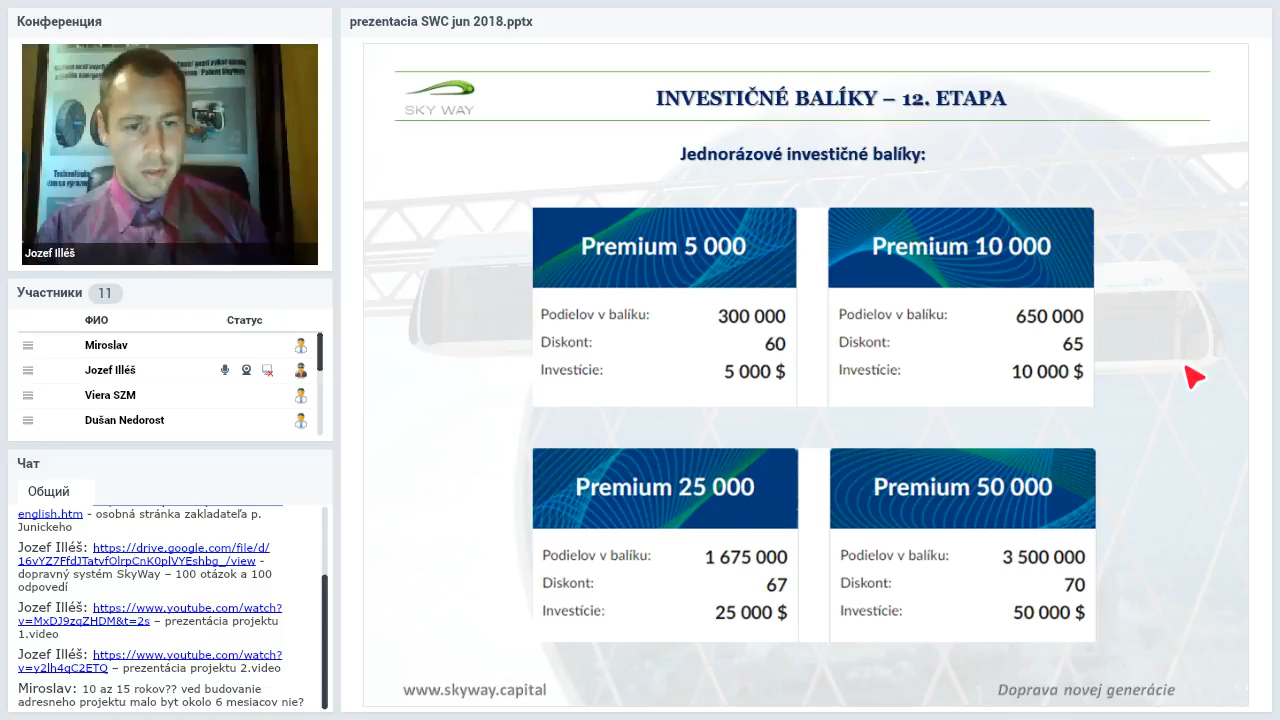 Конференция
Jozef Illéš
Участники 11
ФИО Статус
Miroslav
Jozef Illéš
Viera SZM
Dušan Nedorost
Чат
Общий
english.htm - osobná stránka zakladateľa p.
Junickeho
Jozef Illéš: https://drive.google.com/file/d/
16vYZ7FfdJTatvfOlrpCnK0plVYEshbg_/view -
dopravný systém SkyWay – 100 otázok a 100
odpovedí
Jozef Illéš: https://www.youtube.com/watch?
v=MxDJ9zqZHDM&t=2s – prezentácia projektu
1.video
Jozef Illéš: https://www.youtube.com/watch?
v=y2lh4qC2ETQ – prezentácia projektu 2.video
Miroslav: 10 az 15 rokov?? ved budovanie
adresneho projektu malo byt okolo 6 mesiacov nie?
prezentacia SWC jun 2018.pptx
SKY WAY
INVESTIČNÉ BALÍKY – 12. ETAPA
Jednorázové investičné balíky:
Premium 5 000
Podielov v balíku: 300 000
Diskont: 60
Investície: 5 000 $
Premium 10 000
Podielov v balíku: 650 000
Diskont: 65
Investície: 10 000 $
Premium 25 000
Podielov v balíku: 1 675 000
Diskont: 67
Investície: 25 000 $
Premium 50 000
Podielov v balíku: 3 500 000
Diskont: 70
Investície: 50 000 $
www.skyway.capital
Doprava novej generácie